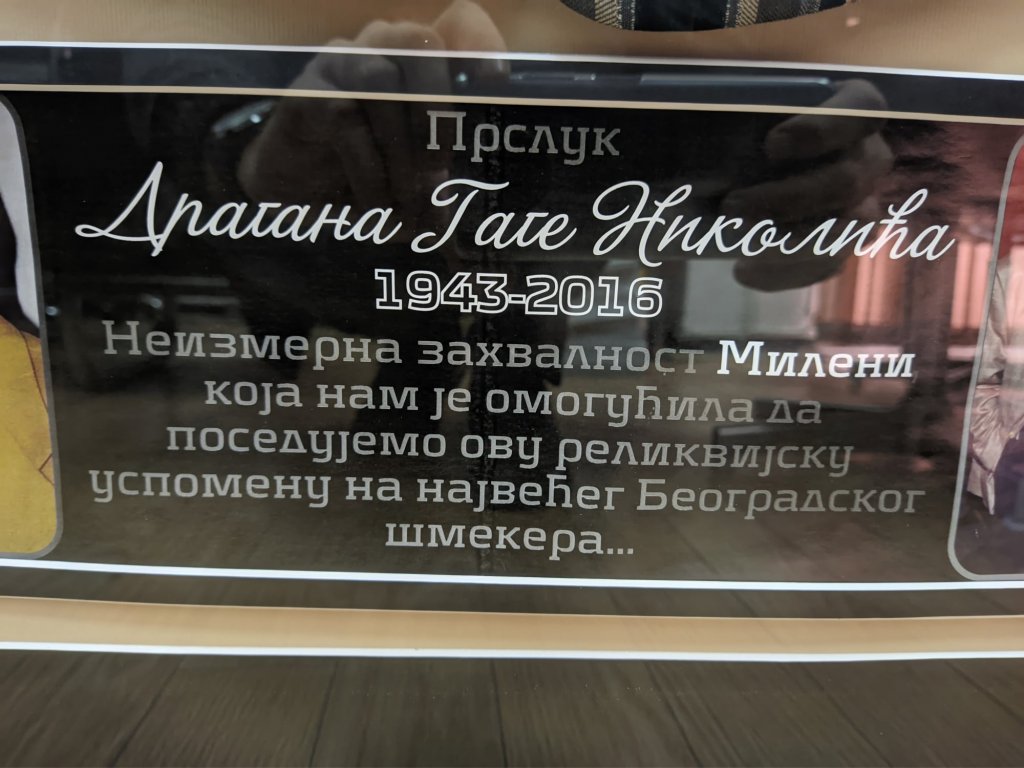 Прслук
Драгана Гаге Николића
1943-2016
Неизмерна захвалност Милени
која нам је омогућила да
поседујемо ову реликвијску
успомену на највећег Београдског
шмекера...